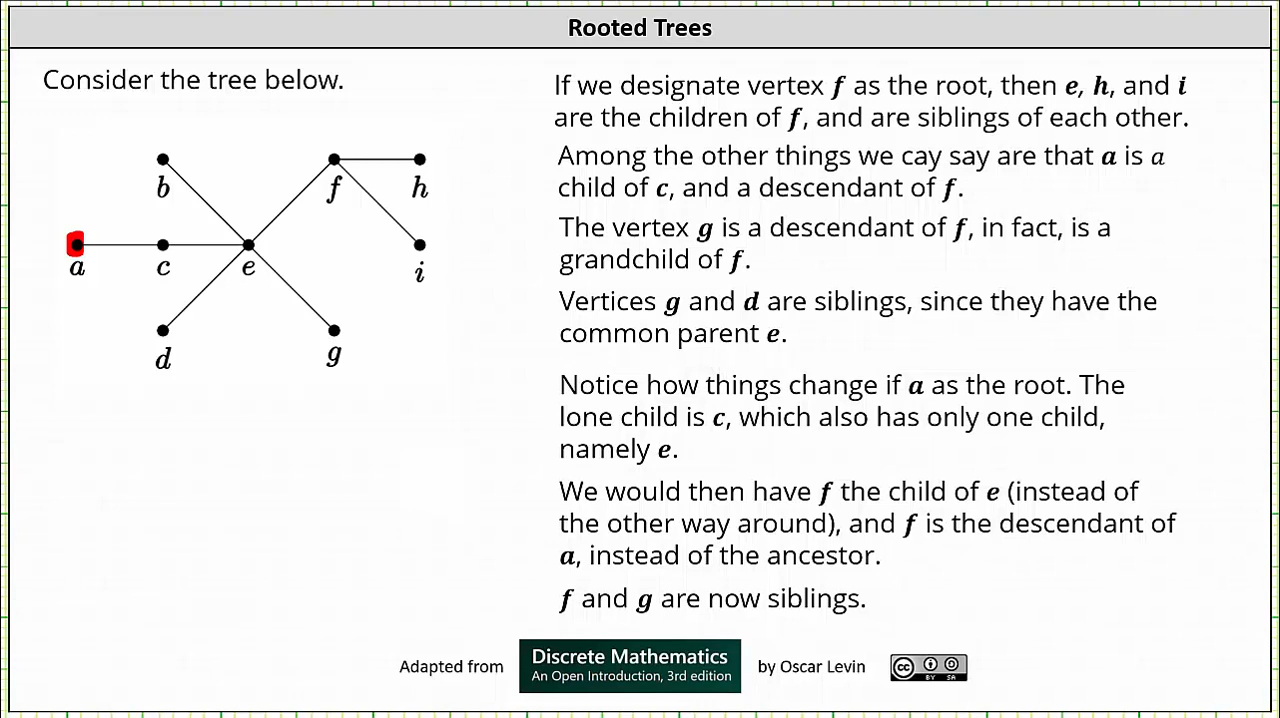 Rooted Trees
Consider the tree below.
b
f
h
a
c
e
i
d
g
If we designate vertex f as the root, then e, h, and i
are the children of f, and are siblings of each other.
Among the other things we cay say are that a is a
child of c, and a descendant of f.
The vertex g is a descendant of f, in fact, is a
grandchild of f.
Vertices g and d are siblings, since they have the
common parent e.
Notice how things change if a as the root. The
lone child is c, which also has only one child,
namely e.
We would then have f the child of e (instead of
the other way around), and f is the descendant of
a, instead of the ancestor.
f and g are now siblings.
Adapted from
Discrete Mathematics
An Open Introduction, 3rd edition
by Oscar Levin
cc
BY SA